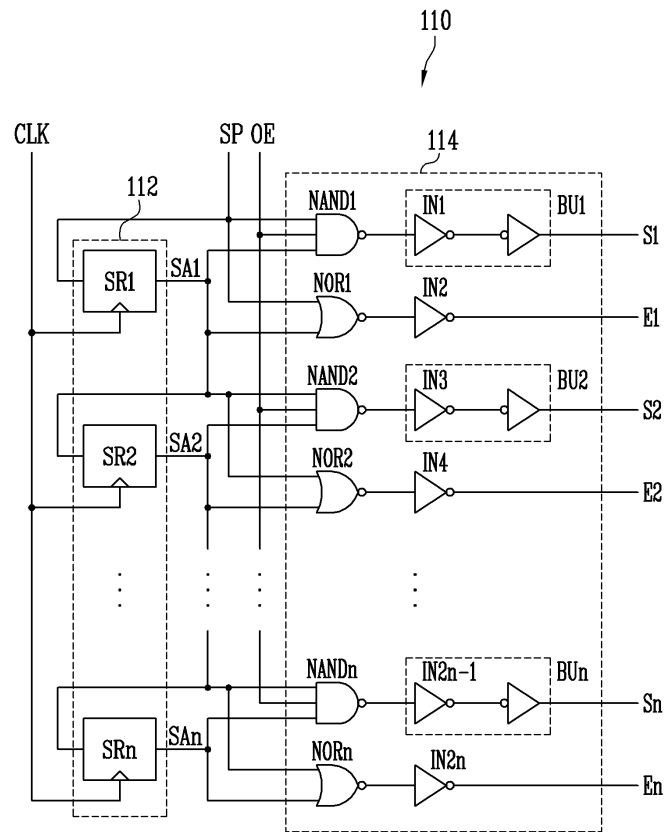 110
CLK SP OE
114
112
NAND1 IN1 BU1 S1
SR1 SA1
NOR1 IN2 E1
NAND2 IN3 BU2 S2
SR2 SA2
NOR2 IN4 E2
NANDn IN2n-1 BUn Sn
SRn SAn
NORn IN2n En